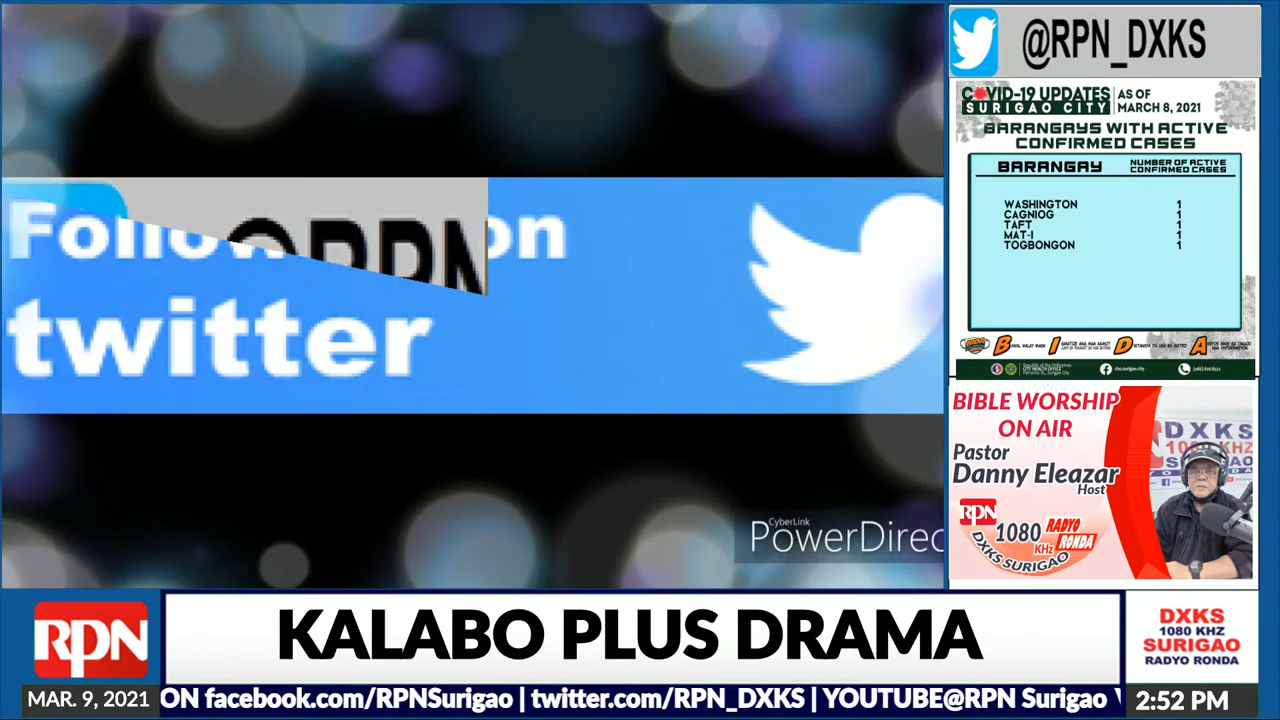 @RPN_DXKS
COVID-19 UPDATES
SURIGAO CITY
AS OF
MARCH 8, 2021
BARANGAYS WITH ACTIVE
CONFIRMED CASES
BARANGAY
NUMBER OF ACTIVE
CONFIRMED CASES
WASHINGTON 1
CAGNIOG 1
TAFT 1
MAT-I 1
TOGBONGON 1
B I D A
Follow on
@RPN
twitter
CyberLink
PowerDirec
BIBLE WORSHIP
ON AIR
Pastor
Danny Eleazar
Host
RPN
1080
KHz
RADYO
RONDA
DXKS SURIGAO
DXKS
SURIGAO
RPN
KALABO PLUS DRAMA
DXKS
1080 KHZ
SURIGAO
RADYO RONDA
MAR. 9, 2021
ON facebook.com/RPNSurigao | twitter.com/RPN_DXKS | YOUTUBE@RPN Surigao
2:52 PM